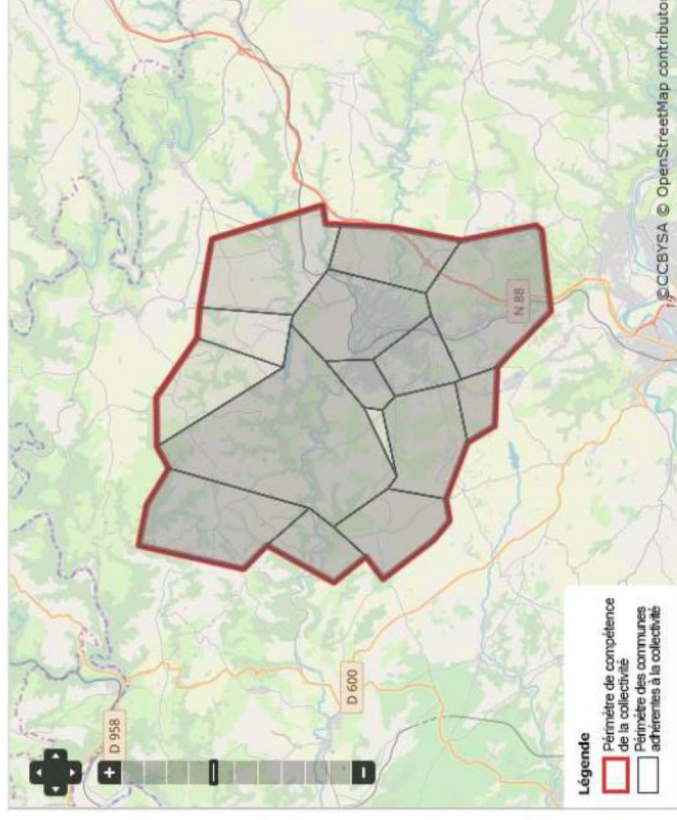 D 958
D 600
N 88
19
Légende
Périmètre de compétence
de la collectivité
Périmètre des communes
adhérentes à la collectivité
©CCBYSA © OpenStreetMap contributo